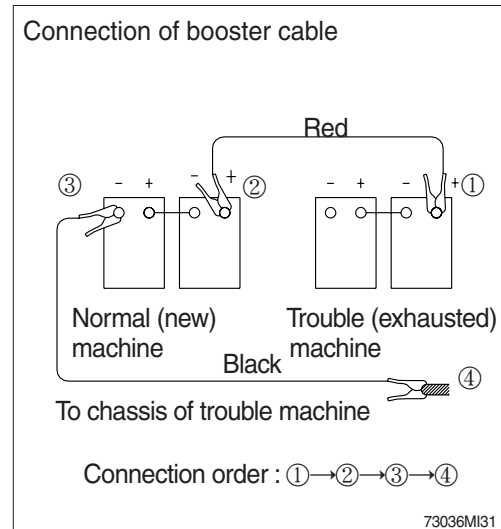 Connection of booster cable
Red
③ - + - + ② - + - + ①
Normal (new) machine
Trouble (exhausted) machine
Black
④
To chassis of trouble machine
Connection order : ①→②→③→④
73036MI31